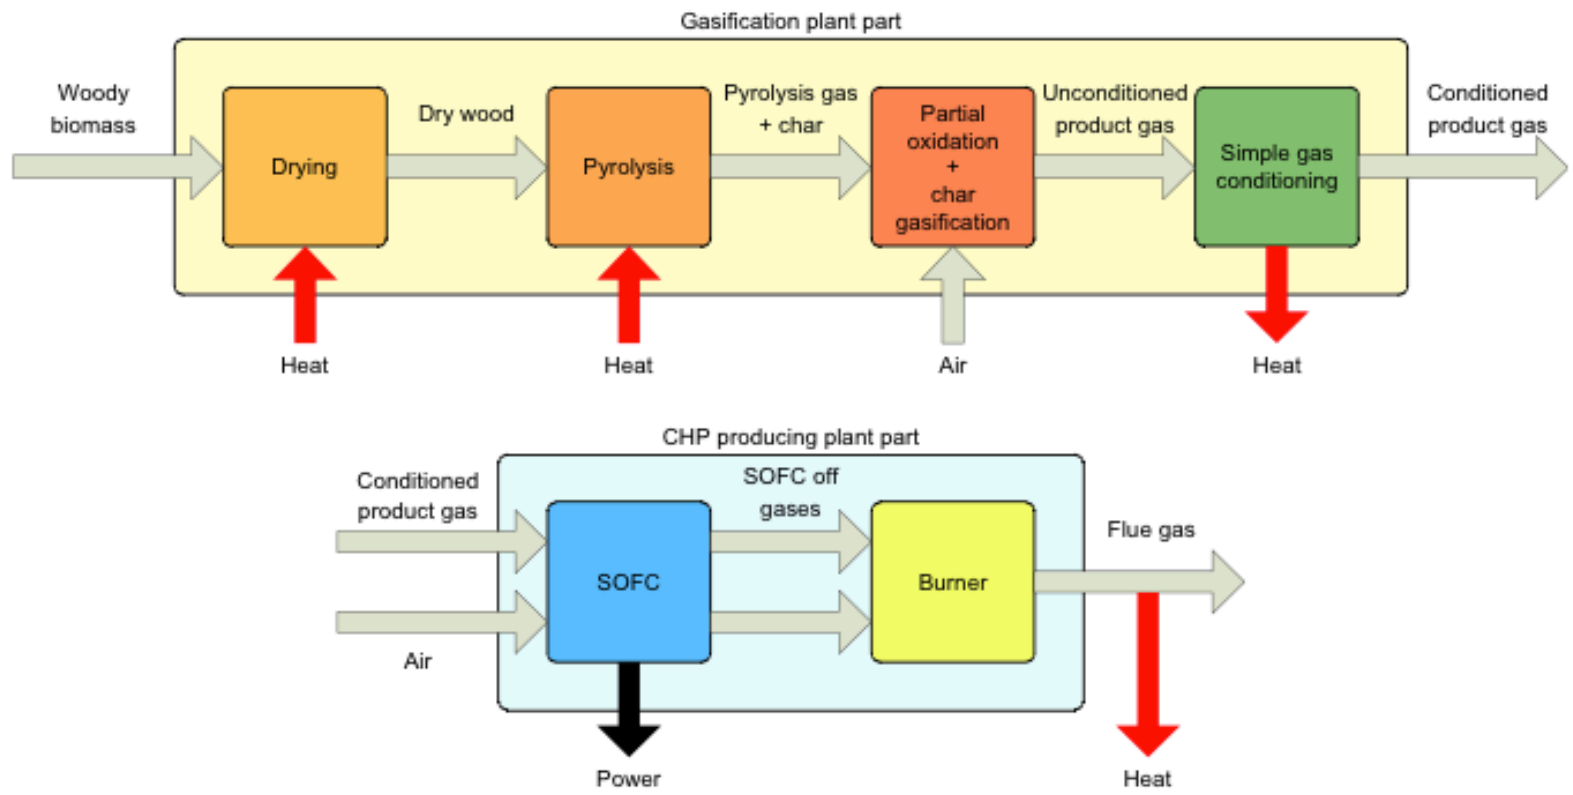 Gasification plant part
Woody
biomass
Drying
Dry wood
Pyrolysis
Pyrolysis gas
+ char
Partial
oxidation
+
char
gasification
Unconditioned
product gas
Simple gas
conditioning
Conditioned
product gas
Heat
Heat
Air
Heat
CHP producing plant part
Conditioned
product gas
Air
SOFC
SOFC off
gases
Burner
Flue gas
Power
Heat